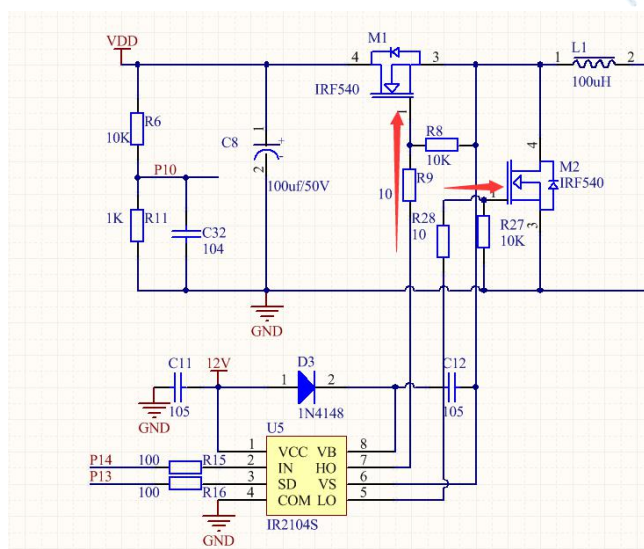 M1
VDD
4
3
L1
1
2
100uH
IRF540
1
R6
10K
C8
1
2
100uf/50V
R8
10K
4
M2
IRF540
3
P10
R9
10
R28
10
1
R27
10K
1K
R11
C32
104
GND
C11
105
12V
D3
1
2
1N4148
C12
105
GND
U5
P14
100
R15
P13
100
R16
1
VCC
VB
8
2
IN
HO
7
3
SD
VS
6
4
COM
LO
5
IR2104S
GND